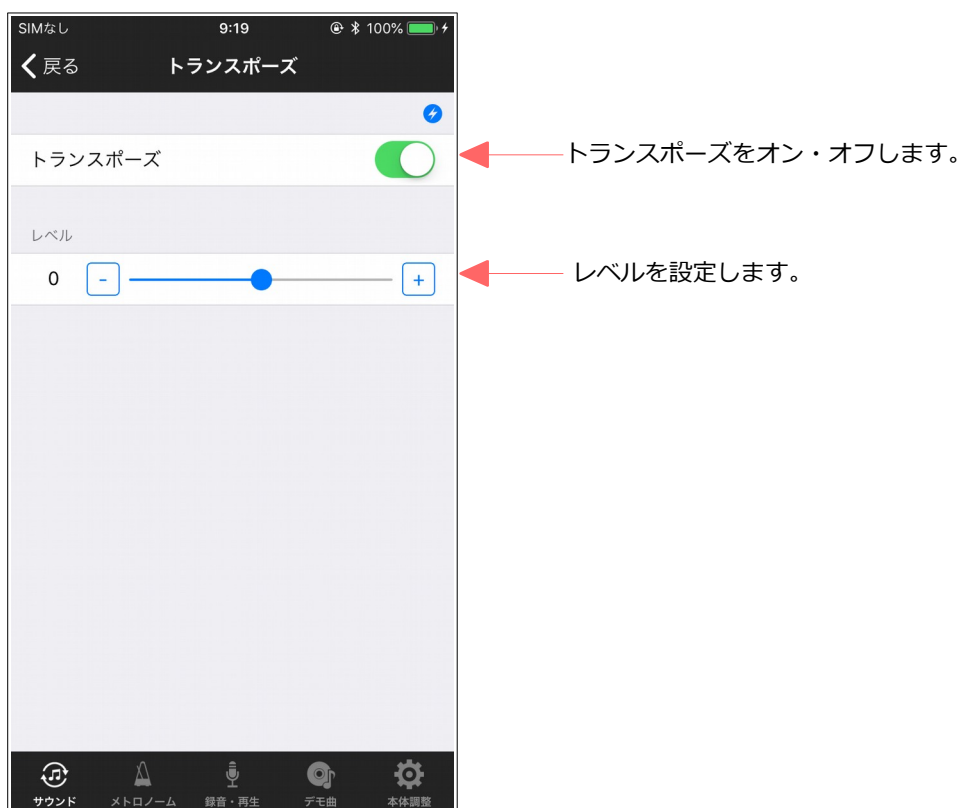 SIMなし 9:19 100%
戻る トランスポーズ
トランスポーズ
トランスポーズをオン・オフします。
レベル
0 - +
レベルを設定します。
サウンド メトロノーム 録音・再生 デモ曲 本体調整